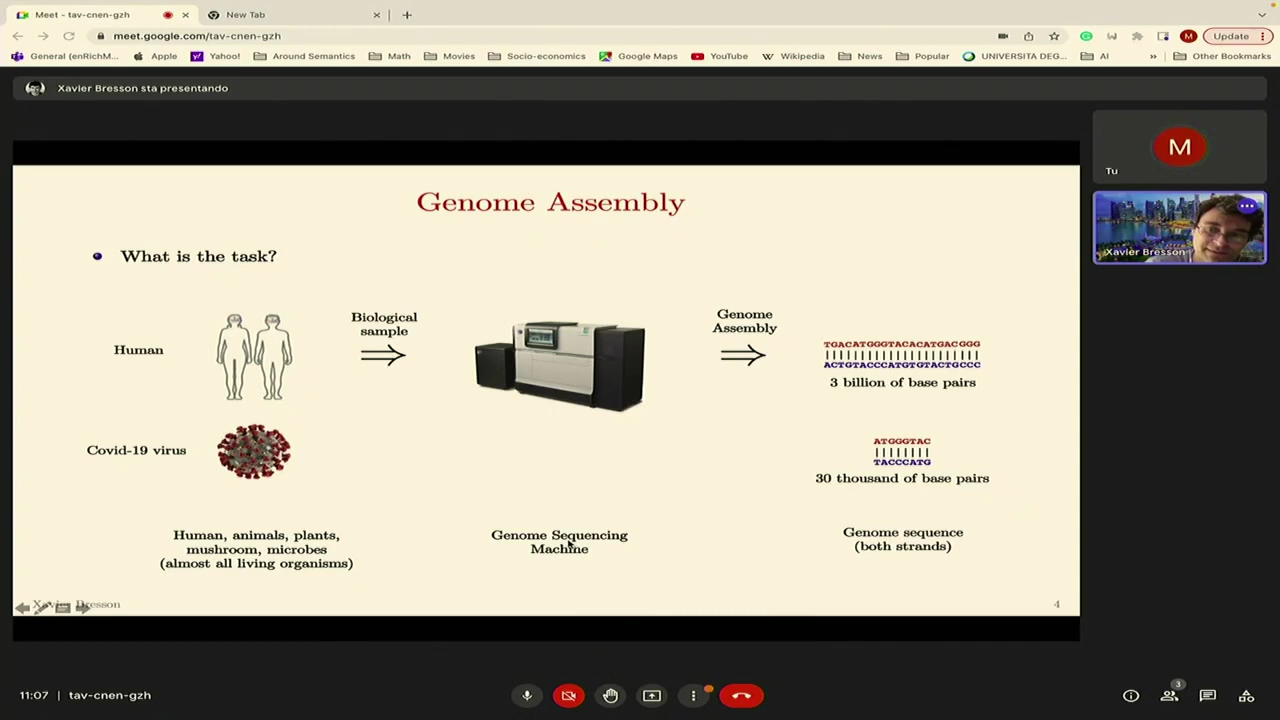 Meet - tav-cnen-gzh
New Tab
meet.google.com/tav-cnen-gzh
Update
General (enRichM...
Apple
Yahoo!
Around Semantics
Math
Movies
Socio-economics
Google Maps
YouTube
Wikipedia
News
Popular
UNIVERSITA DEG...
AI
Other Bookmarks
Xavier Bresson sta presentando
M
Tu
Xavier Bresson
Genome Assembly
What is the task?
Human
Biological
sample
Genome
Assembly
TGACATGGGTACACATGACGGG
ACTGTACCCATGTGTACTGCCC
3 billion of base pairs
Covid-19 virus
ATGGGTAC
TACCCATG
30 thousand of base pairs
Human, animals, plants,
mushroom, microbes
(almost all living organisms)
Genome Sequencing
Machine
Genome sequence
(both strands)
Xavier Bresson
4
11:07 | tav-cnen-gzh
3